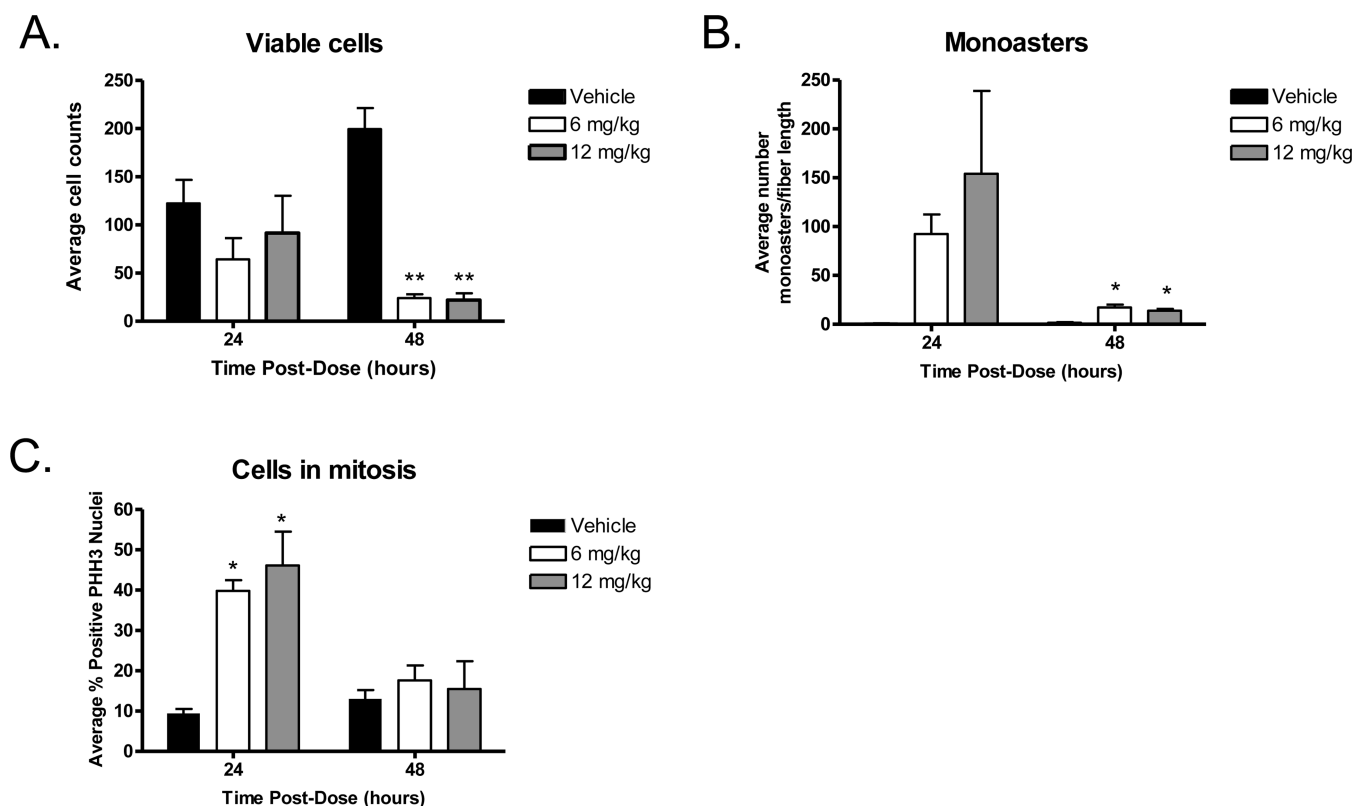 A.
Viable cells
Average cell counts
250
200
150
100
50
0
** **
24 48
Time Post-Dose (hours)
Vehicle
6 mg/kg
12 mg/kg
B.
Monoasters
Average number
monoasters/fiber length
250
200
150
100
50
0
* *
24 48
Time Post-Dose (hours)
Vehicle
6 mg/kg
12 mg/kg
C.
Cells in mitosis
Average % Positive PHH3 Nuclei
60
50
40
30
20
10
0
* *
24 48
Time Post-Dose (hours)
Vehicle
6 mg/kg
12 mg/kg